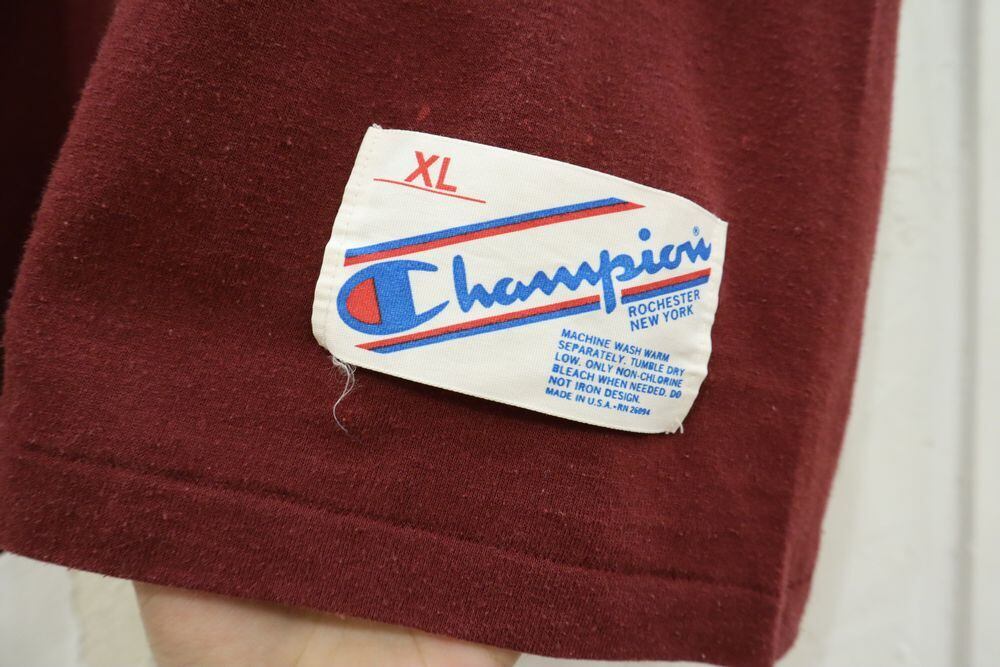 XL
Champion®
ROCHESTER
NEW YORK
MACHINE WASH WARM
SEPARATELY. TUMBLE DRY
LOW. ONLY NON-CHLORINE
BLEACH WHEN NEEDED. DO
NOT IRON DESIGN.
MADE IN U.S.A.-RN 26094